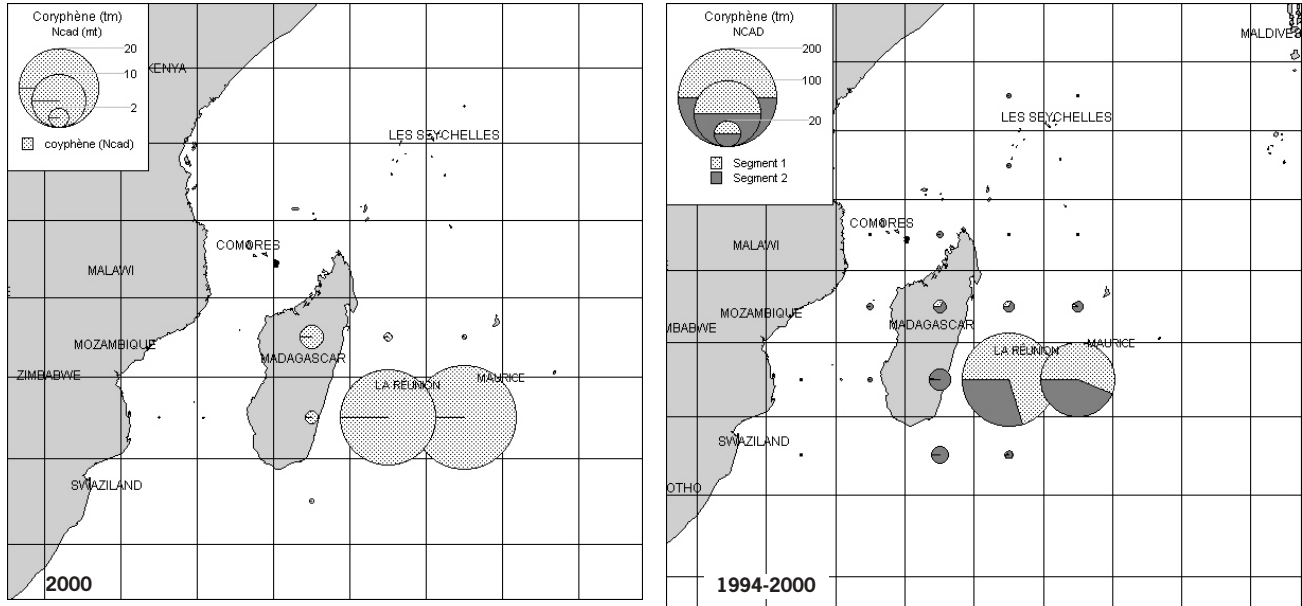 Coryphène (tm)
Ncad (mt)
20
10
2
coyphène (Ncad)
KENYA
LES SEYCHELLES
COMORES
MALAWI
MOZAMBIQUE
MADAGASCAR
ZIMBABWE
LA RÉUNION
MAURICE
SWAZILAND
2000
Coryphène (tm)
NCAD
200
100
20
Segment 1
Segment 2
MALDIVES
LES SEYCHELLES
COMORES
MALAWI
MOZAMBIQUE
MBABWE
MADAGASCAR
LA RÉUNION
MAURICE
SWAZILAND
OTHO
1994-2000